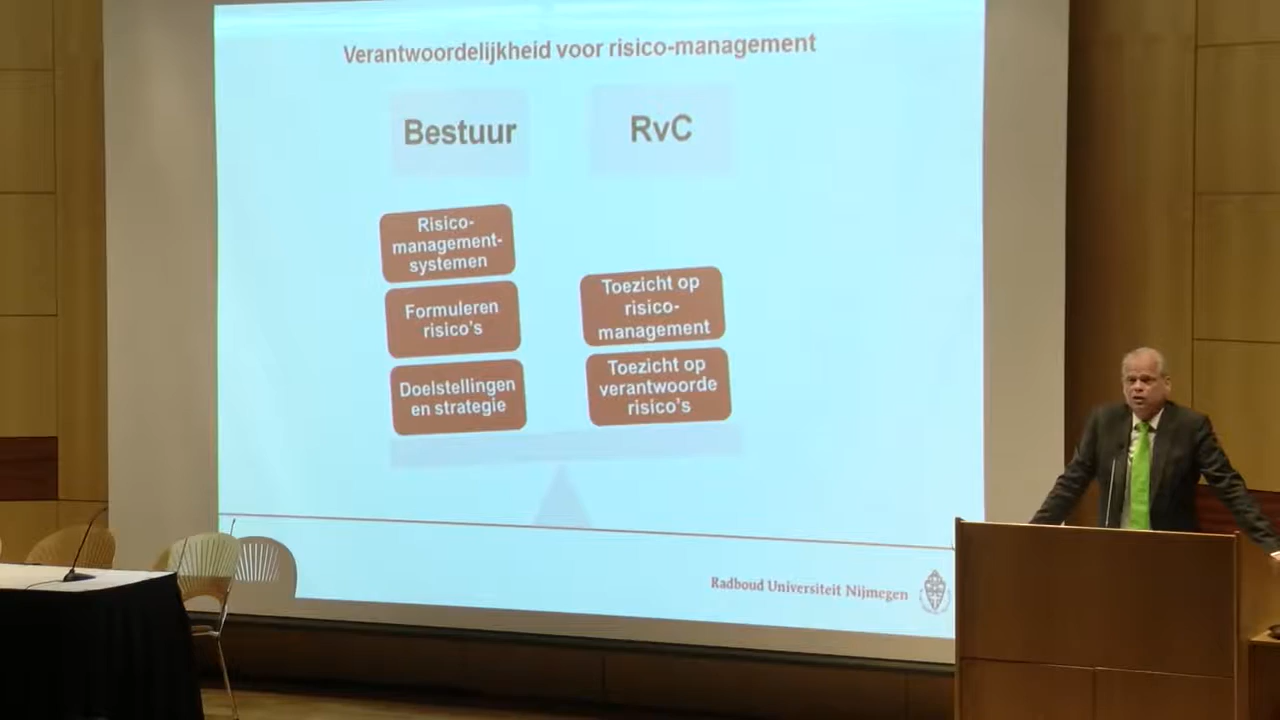 Verantwoordelijkheid voor risico-management
Bestuur
RvC
Risico-
management-
systemen
Formuleren
risico's
Doelstellingen
en strategie
Toezicht op
risico-
management
Toezicht op
verantwoorde
risico's
Radboud Universiteit Nijmegen